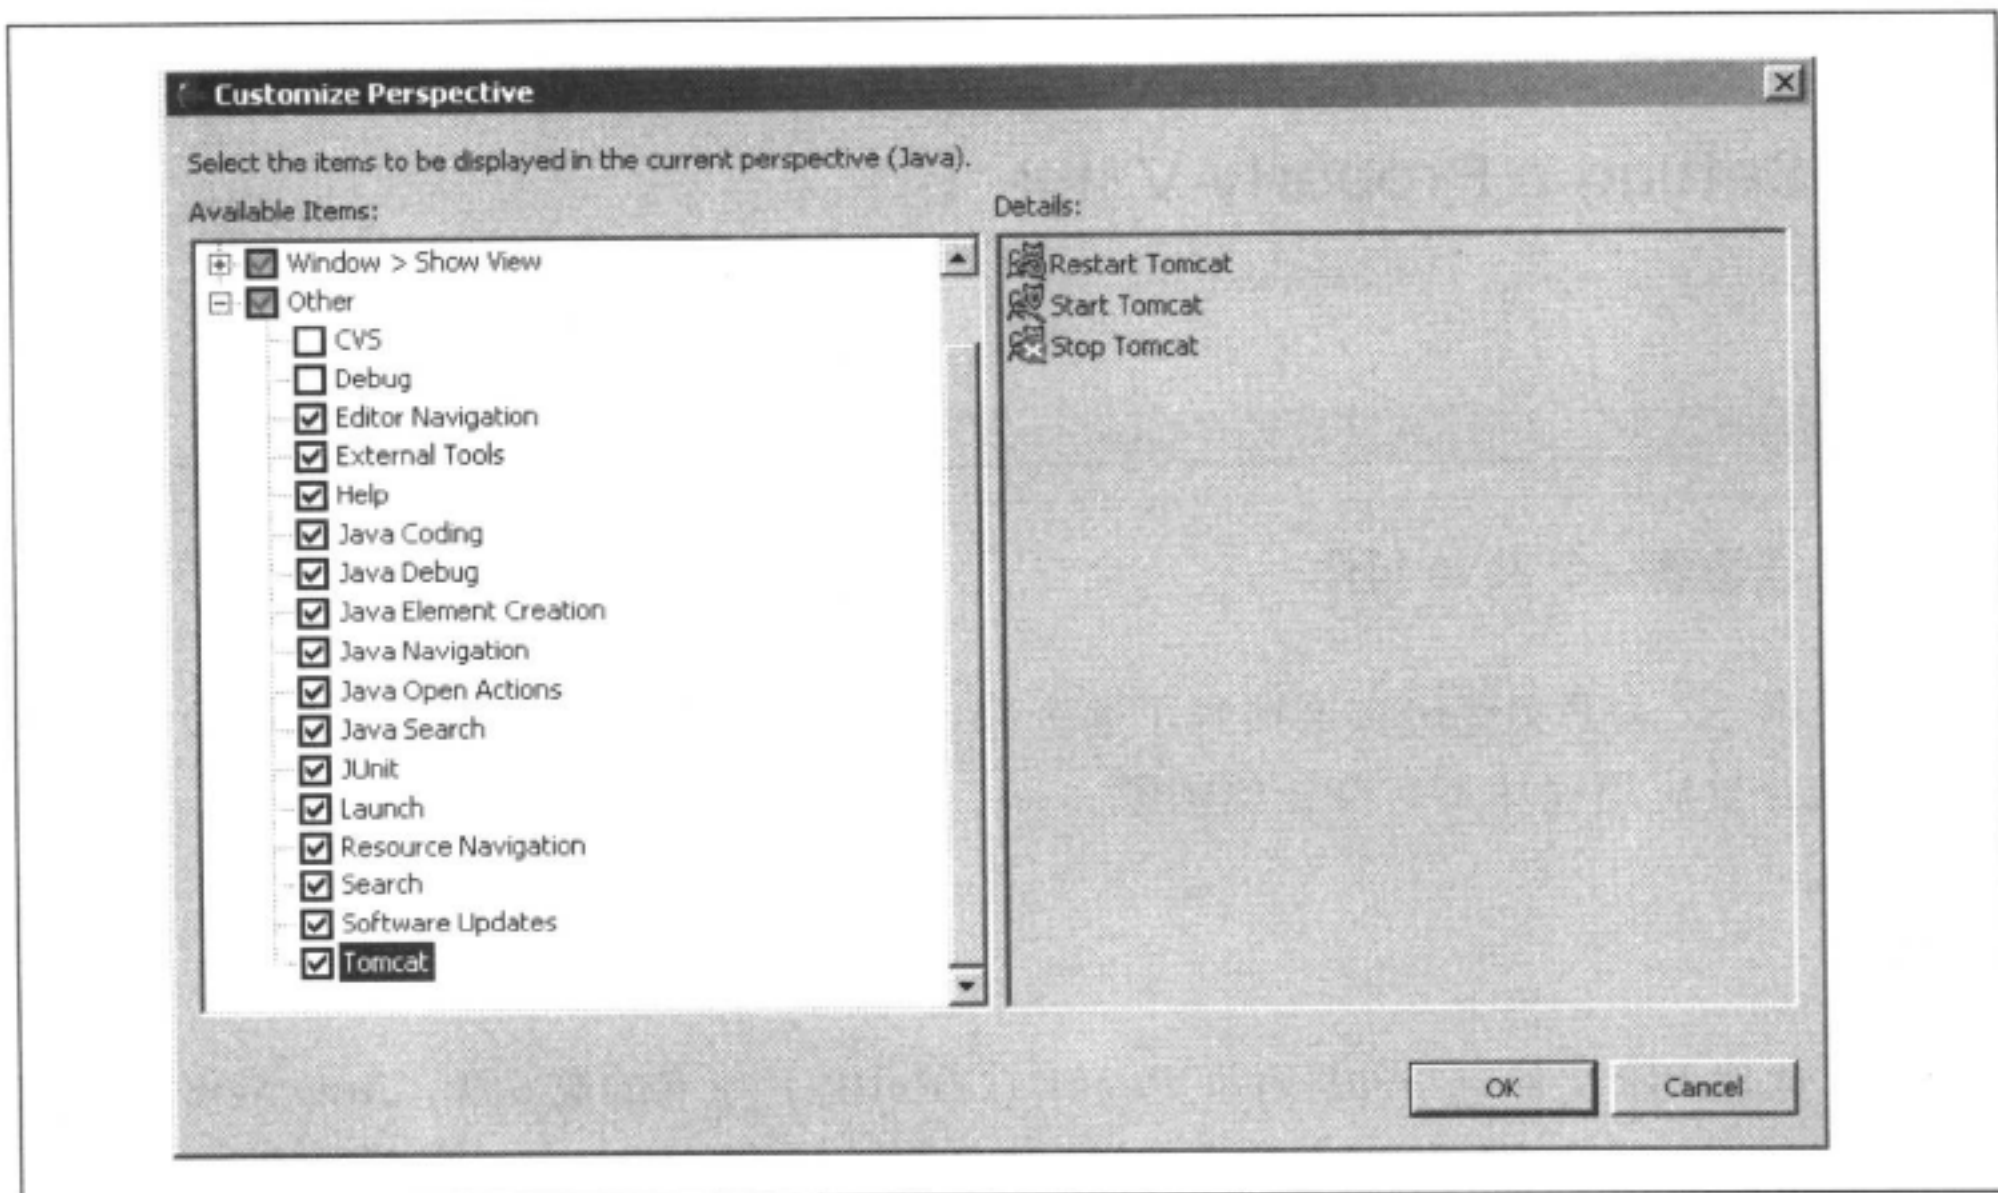 Customize Perspective
Select the items to be displayed in the current perspective (Java).
Available Items:
Window > Show View
Other
CVS
Debug
Editor Navigation
External Tools
Help
Java Coding
Java Debug
Java Element Creation
Java Navigation
Java Open Actions
Java Search
JUnit
Launch
Resource Navigation
Search
Software Updates
Tomcat
Details:
Restart Tomcat
Start Tomcat
Stop Tomcat
OK
Cancel